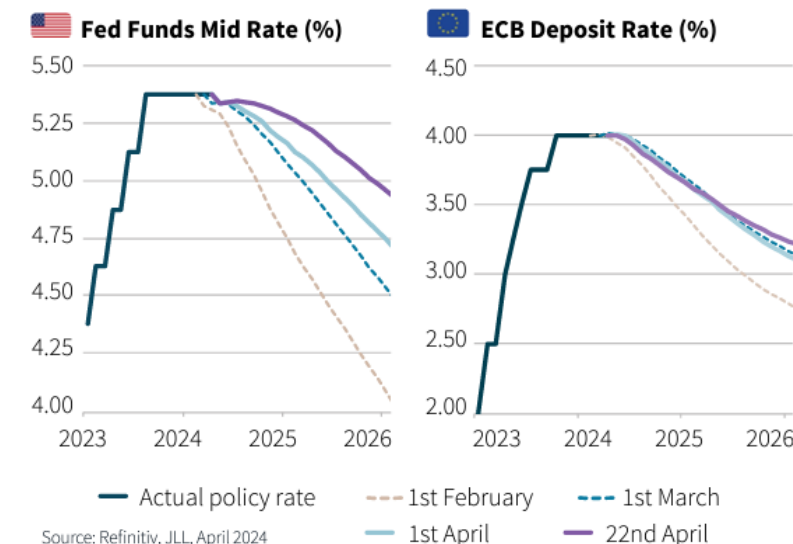 Fed Funds Mid Rate (%)
5.50
5.25
5.00
4.75
4.50
4.25
4.00
2023 2024 2025 2026
ECB Deposit Rate (%)
4.50
4.00
3.50
3.00
2.50
2.00
2023 2024 2025 2026
Actual policy rate 1st February 1st March
1st April 22nd April
Source: Refinitiv, JLL, April 2024